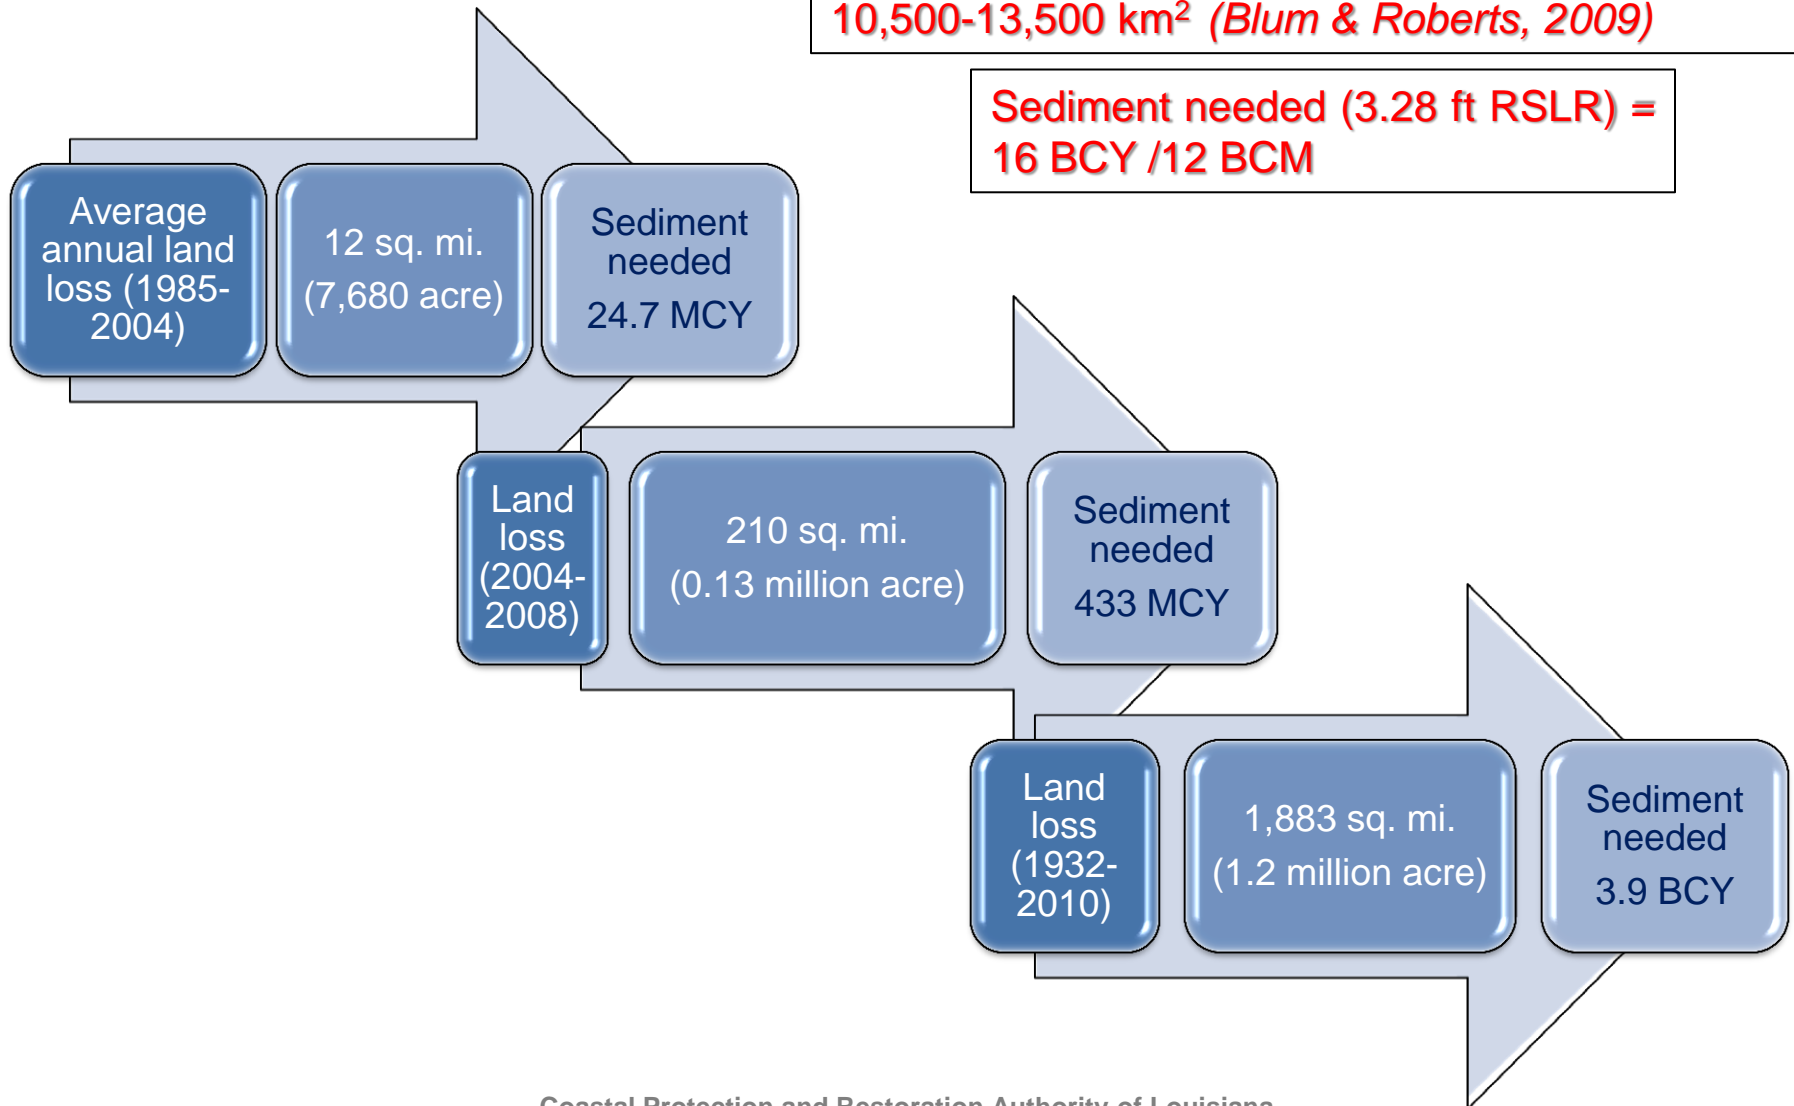 10,500-13,500 km² (Blum & Roberts, 2009)
Sediment needed (3.28 ft RSLR) =
16 BCY /12 BCM
Average
annual land
loss (1985-
2004)
12 sq. mi.
(7,680 acre)
Sediment
needed
24.7 MCY
Land
loss
(2004-
2008)
210 sq. mi.
(0.13 million acre)
Sediment
needed
433 MCY
Land
loss
(1932-
2010)
1,883 sq. mi.
(1.2 million acre)
Sediment
needed
3.9 BCY
Coastal Protection and Restoration Authority of Louisiana